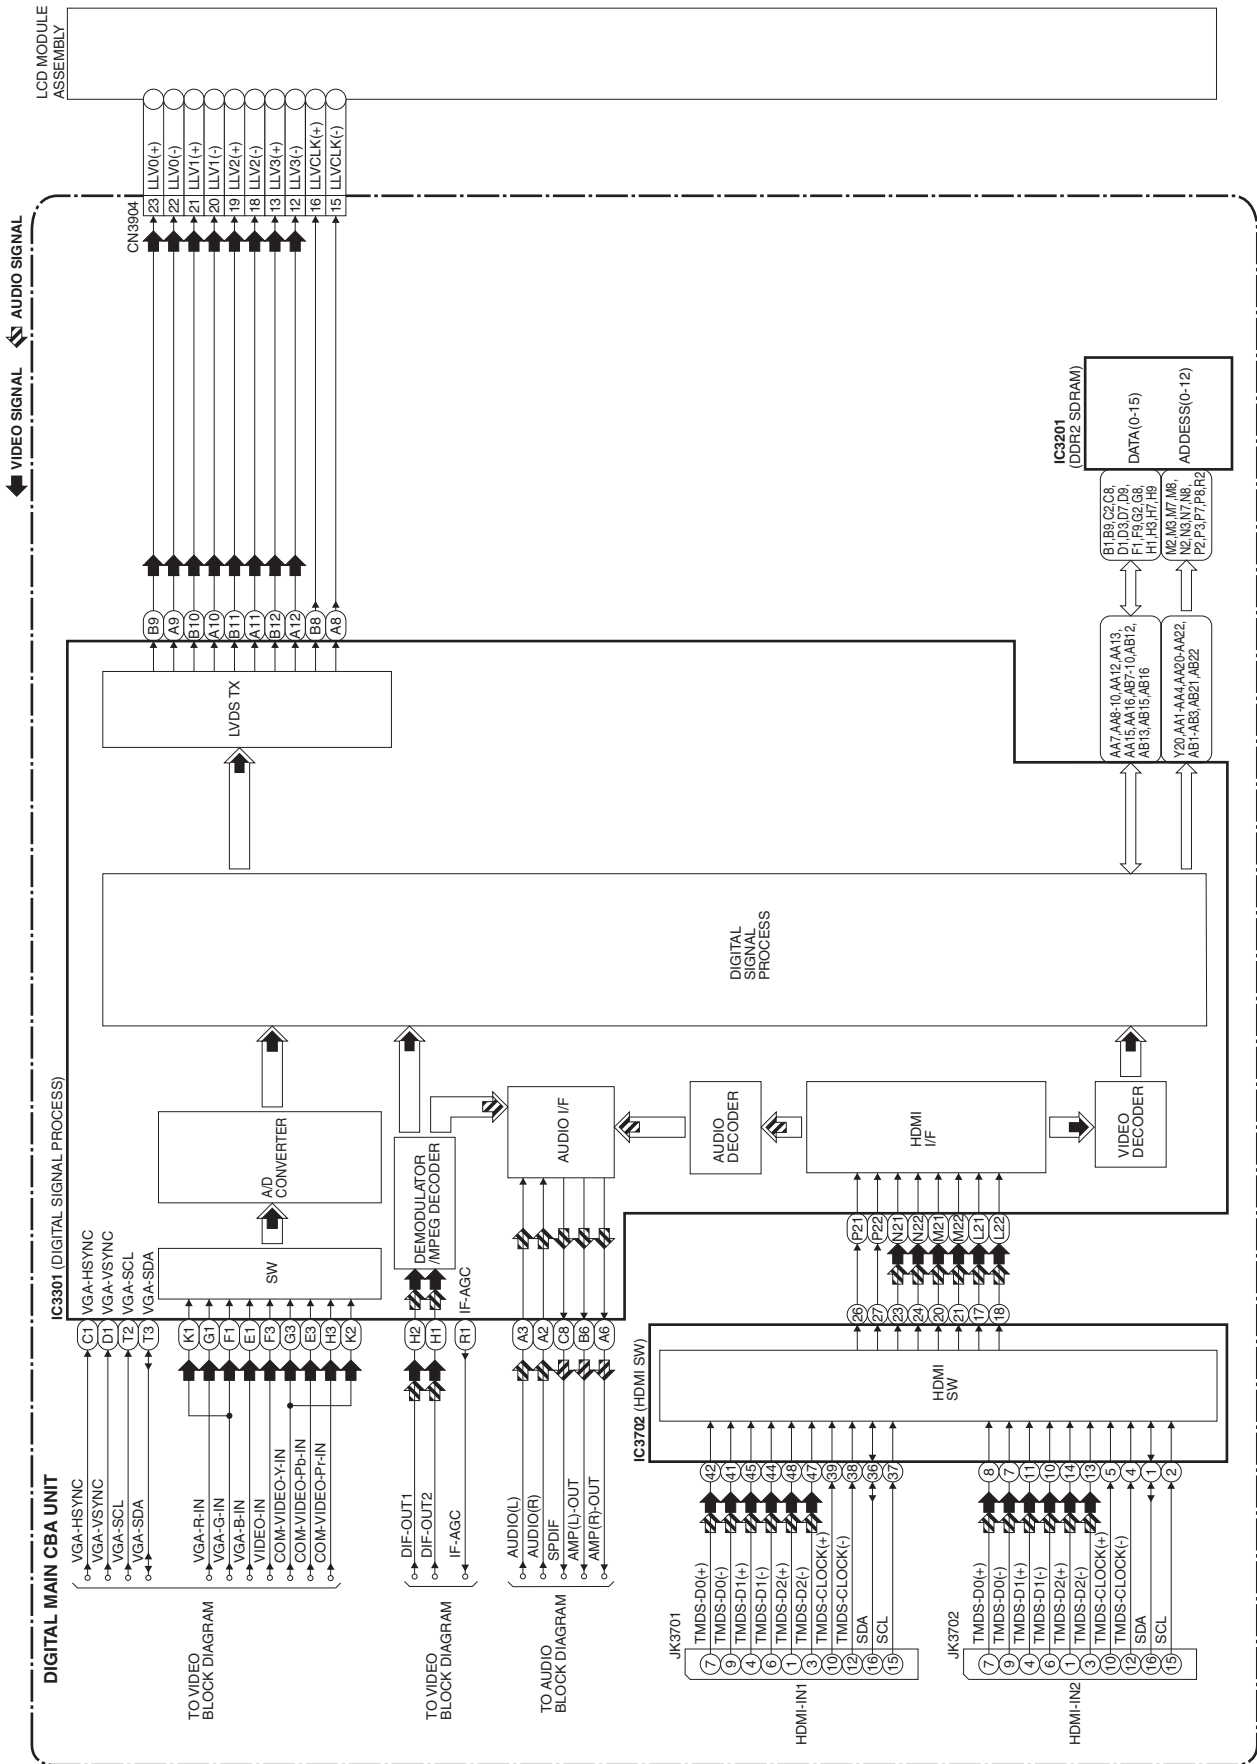 VIDEO SIGNAL
AUDIO SIGNAL
DIGITAL MAIN CBA UNIT
IC3301 (DIGITAL SIGNAL PROCESS)
TO VIDEO
BLOCK DIAGRAM
VGA-HSYNC
C1
VGA-HSYNC
VGA-VSYNC
D1
VGA-VSYNC
VGA-SCL
T2
VGA-SCL
VGA-SDA
T3
VGA-SDA
VGA-R-IN
VGA-G-IN
VGA-B-IN
VIDEO-IN
COM-VIDEO-Y-IN
COM-VIDEO-Pb-IN
COM-VIDEO-Pr-IN
K1
G1
F1
E1
F3
G3
E3
H3
K2
SW
A/D
CONVERTER
TO VIDEO
BLOCK DIAGRAM
DIF-OUT1
H2
DIF-OUT2
H1
IF-AGC
R1
IF-AGC
DEMODULATOR
/MPEG DECODER
TO AUDIO
BLOCK DIAGRAM
AUDIO(L)
A3
AUDIO(R)
A2
SPDIF
C8
AMP(L)-OUT
B6
AMP(R)-OUT
A6
AUDIO I/F
AUDIO
DECODER
HDMI
I/F
VIDEO
DECODER
DIGITAL
SIGNAL
PROCESS
LVDS TX
B9
A9
B10
A10
B11
A11
B12
A12
B8
A8
CN3904
23 LLV0(+)
22 LLV0(-)
21 LLV1(+)
20 LLV1(-)
19 LLV2(+)
18 LLV2(-)
13 LLV3(+)
12 LLV3(-)
16 LLVCLK(+)
15 LLVCLK(-)
LCD MODULE
ASSEMBLY
HDMI-IN1
JK3701
7 TMDS-D0(+) 42
9 TMDS-D0(-) 41
4 TMDS-D1(+) 45
6 TMDS-D1(-) 44
1 TMDS-D2(+) 48
3 TMDS-D2(-) 47
10 TMDS-CLOCK(+) 39
12 TMDS-CLOCK(-) 38
16 SDA 36
15 SCL 37
HDMI-IN2
JK3702
7 TMDS-D0(+) 8
9 TMDS-D0(-) 7
4 TMDS-D1(+) 11
6 TMDS-D1(-) 10
1 TMDS-D2(+) 14
3 TMDS-D2(-) 13
10 TMDS-CLOCK(+) 5
12 TMDS-CLOCK(-) 4
16 SDA 1
15 SCL 2
IC3702 (HDMI SW)
HDMI
SW
26 P21
27 P22
23 N21
24 N22
20 M21
21 M22
17 L21
18 L22
AA7,AA8-10,AA12,AA13,
AA15,AA16,AB7-10,AB12,
AB13,AB15,AB16
Y20,AA1-AA4,AA20-AA22,
AB1-AB3,AB21,AB22
B1,B9,C2,C8,
D1,D3,D7,D9,
F1,F9,G2,G8,
H1,H3,H7,H9
M2,M3,M7,M8,
N2,N3,N7,N8,
P2,P3,P7,P8,R2
IC3201
(DDR2 SDRAM)
DATA(0-15)
ADDESS(0-12)